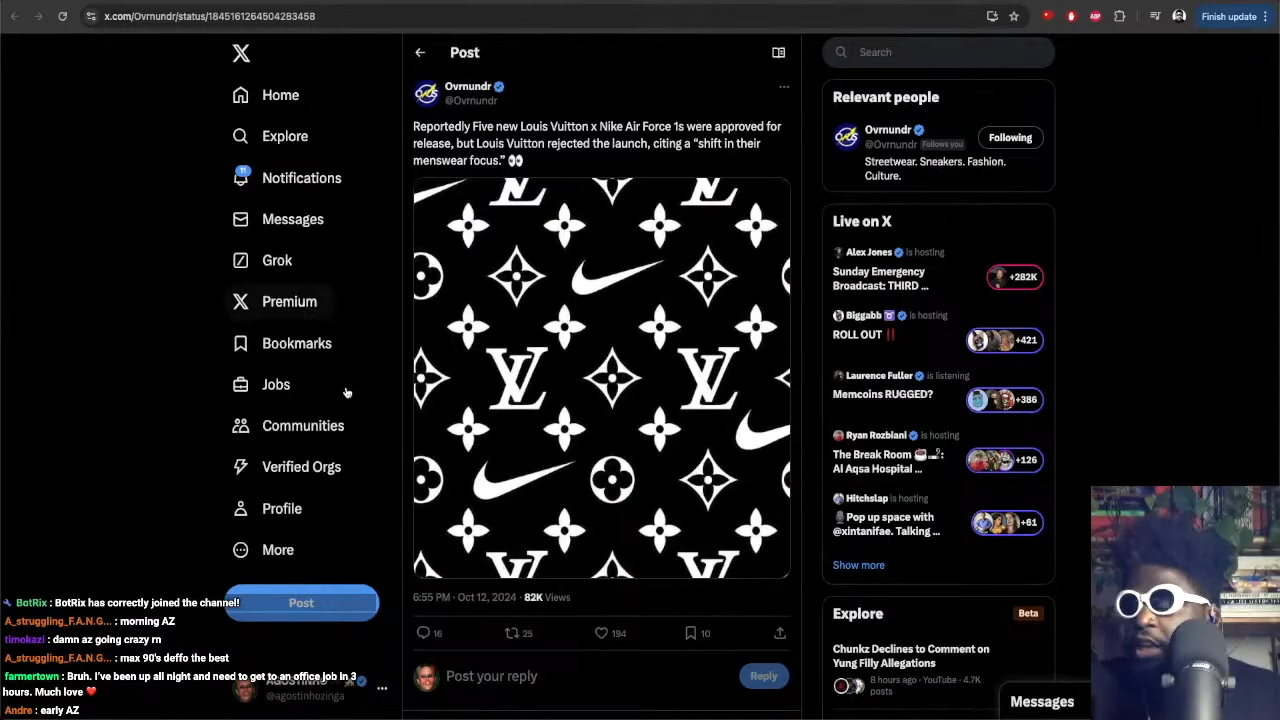 x.com/Ovrnundr/status/1845161264504283458
Finish update
Home
Explore
11
Notifications
Messages
Grok
Premium
Bookmarks
Jobs
Communities
Verified Orgs
Profile
More
Post
@agostinhozinga
Post
Ovrnundr
@Ovrnundr
Reportedly Five new Louis Vuitton x Nike Air Force 1s were approved for
release, but Louis Vuitton rejected the launch, citing a “shift in their
menswear focus.” 👀
6:55 PM · Oct 12, 2024 · 82K Views
16 25 194 10
Post your reply
Reply
Search
Relevant people
Ovrnundr
@Ovrnundr Follows you
Following
Streetwear. Sneakers. Fashion.
Culture.
Live on X
Alex Jones is hosting
Sunday Emergency
Broadcast: THIRD ...
+282K
Biggabb ♉ is hosting
ROLL OUT ‼️
+421
Laurence Fuller is listening
Memcoins RUGGED?
+386
Ryan Rozbiani is hosting
The Break Room ☕🚬:
Al Aqsa Hospital ...
+126
Hitchslap is hosting
🎙️Pop up space with
@xintanifae. Talking ...
+61
Show more
Explore
Beta
Chunkz Declines to Comment on
Yung Filly Allegations
8 hours ago · YouTube · 4.7K
posts
Messages
BotRix : BotRix has correctly joined the channel!
A_struggling_F.A.N.G... : morning AZ
timokazi : damn az going crazy rn
A_struggling_F.A.N.G... : max 90's deffo the best
farmertown : Bruh. I've been up all night and need to get to an office job in 3
hours. Much love ❤️
Andre : early AZ